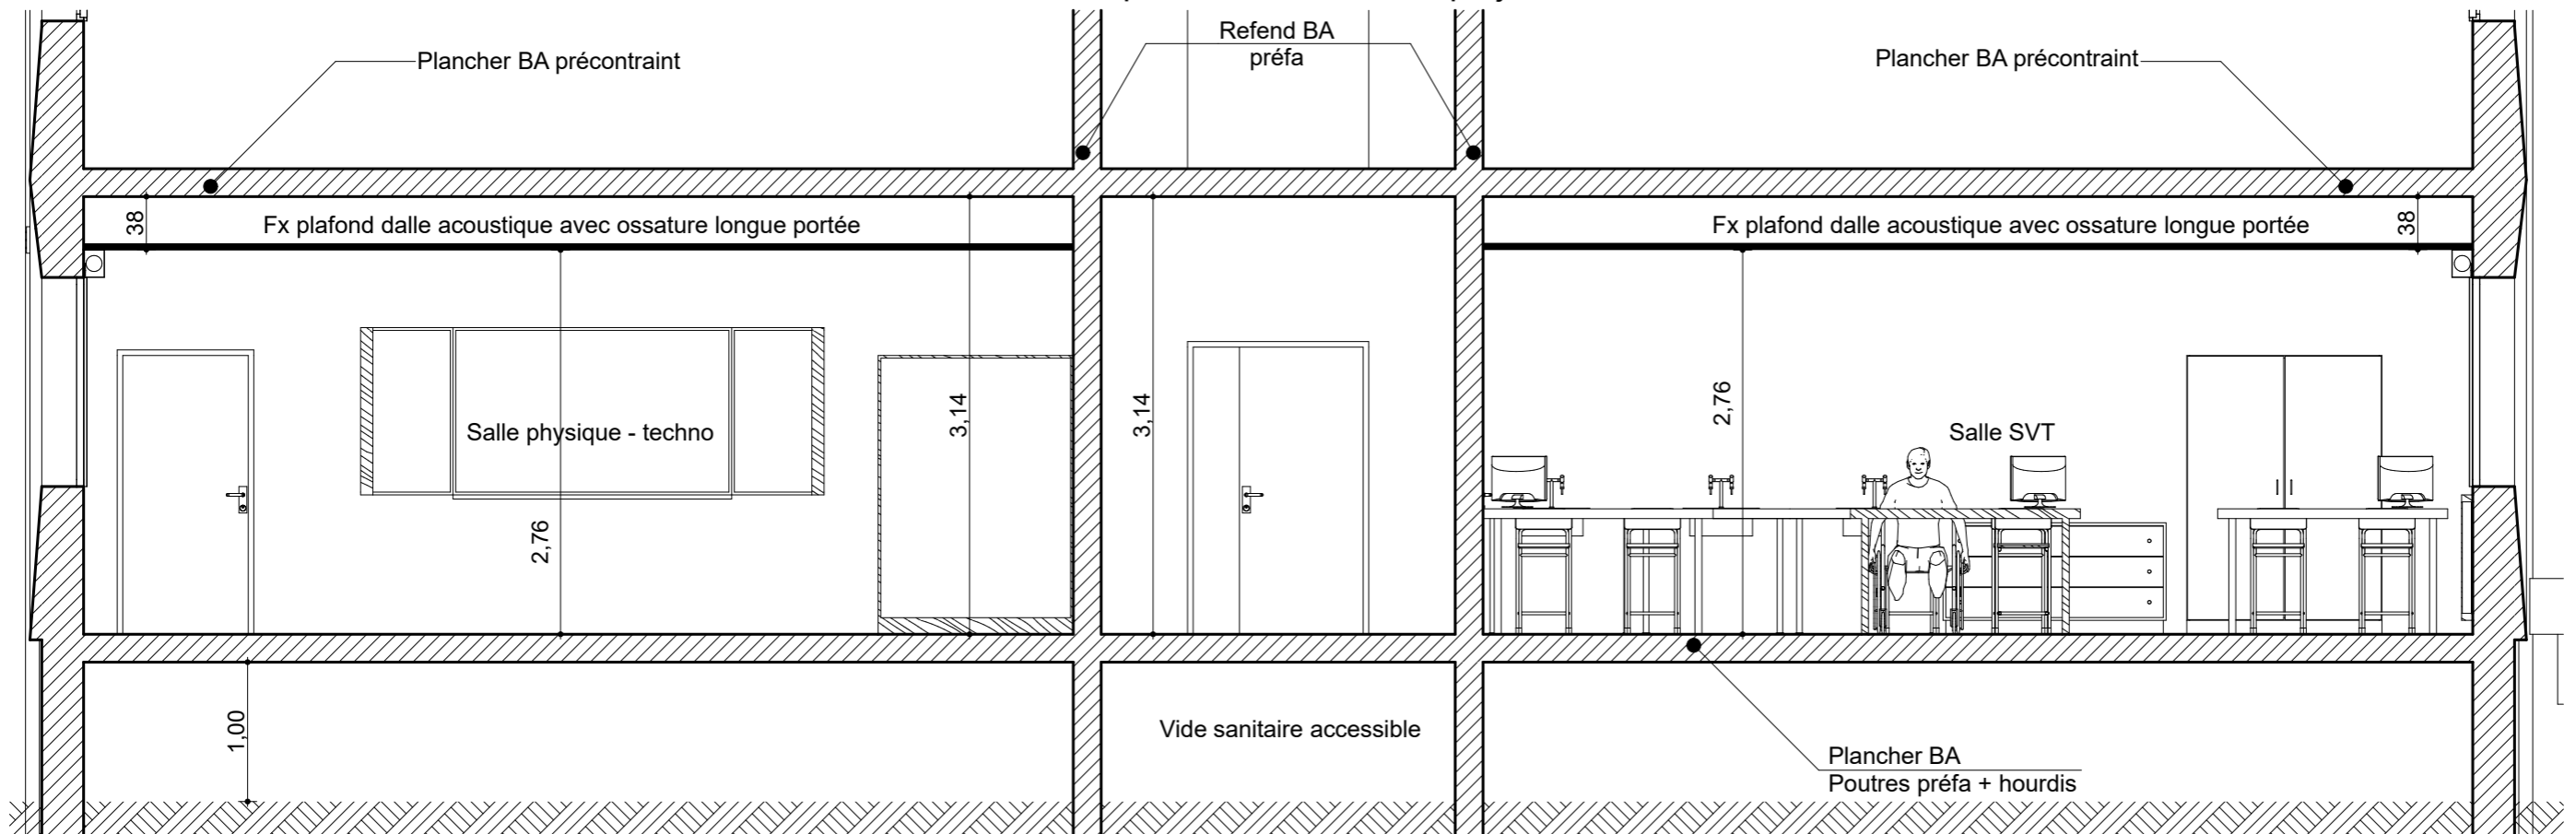 Refend BA
préfa
Plancher BA précontraint
Plancher BA précontraint
38
Fx plafond dalle acoustique avec ossature longue portée
Fx plafond dalle acoustique avec ossature longue portée
38
3,14
3,14
2,76
Salle physique - techno
Salle SVT
2,76
1,00
Vide sanitaire accessible
Plancher BA
Poutres préfa + hourdis